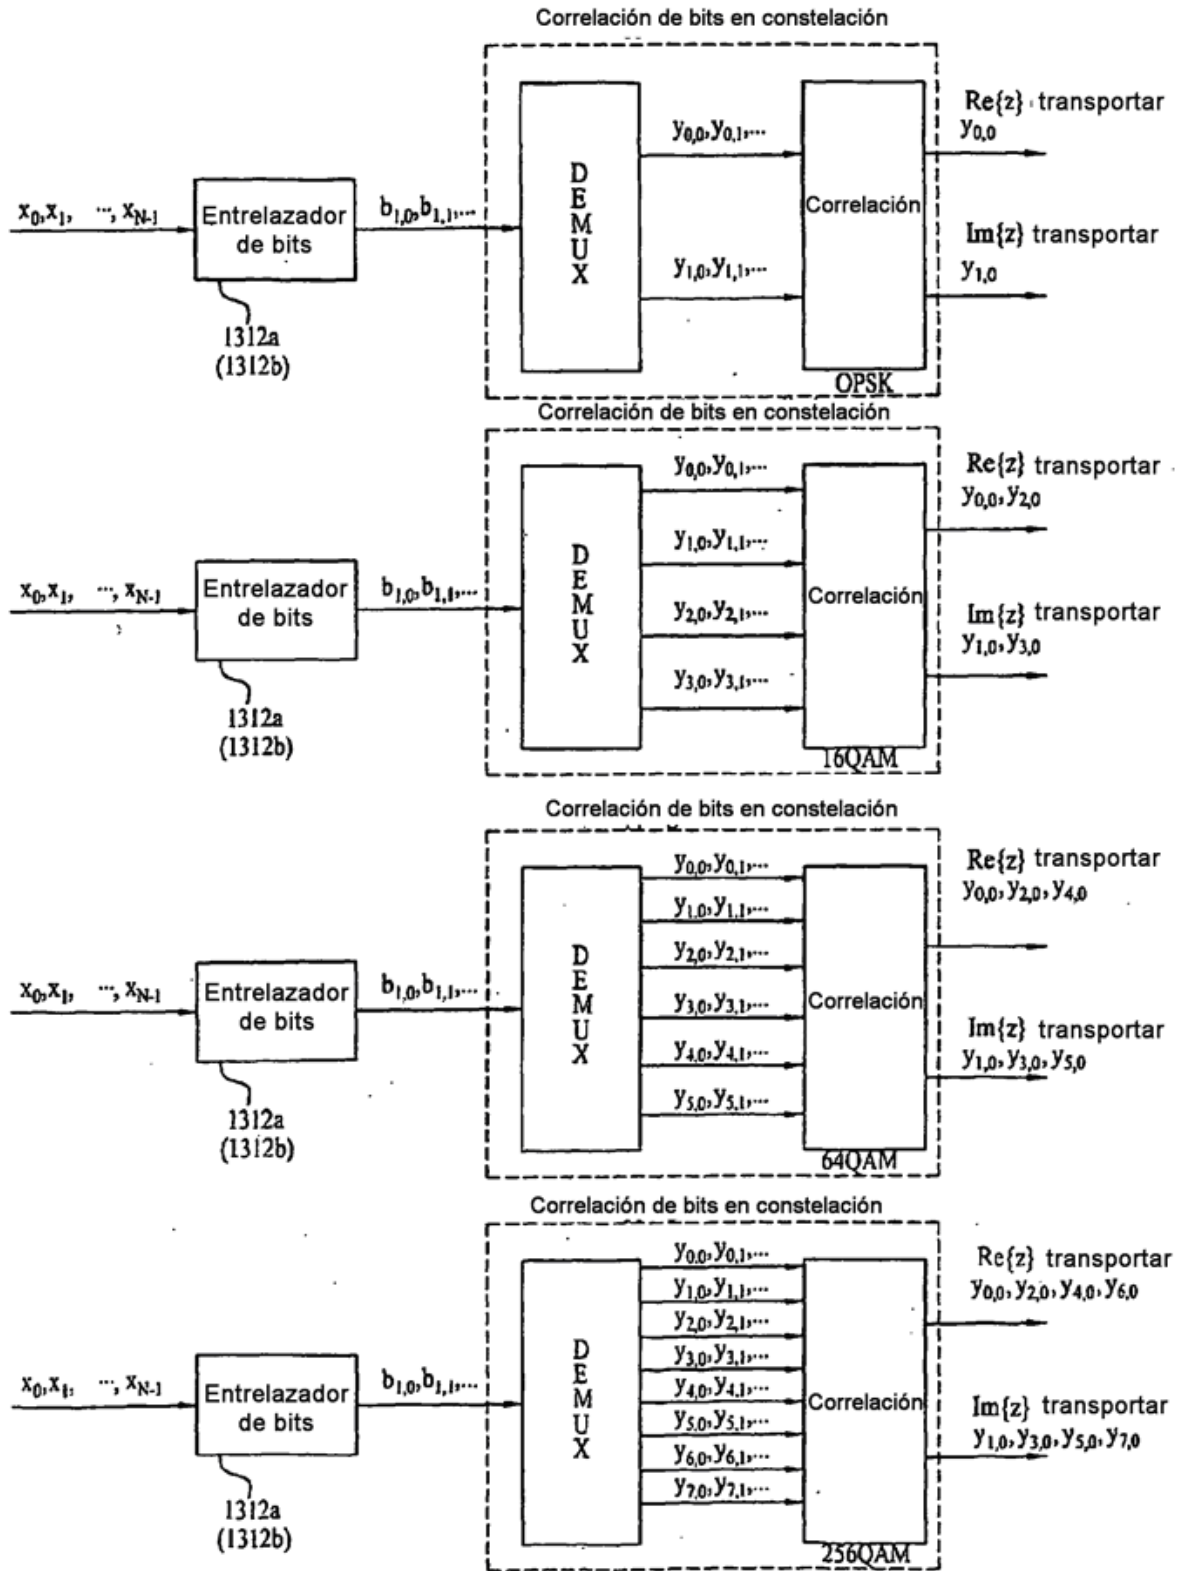 Correlación de bits en constelación
Re{z} transportar
y0,0
y0,0,y0,1,...
DEMUX
Correlación
x0,x1, ...,xN-1
Entrelazador
de bits
b1,0,b1,1,...
Im{z} transportar
y1,0
y1,0,y1,1,...
1312a
(1312b)
OPSK
Correlación de bits en constelación
Re{z} transportar
y0,0,y2,0
y0,0,y0,1,...
y1,0,y1,1,...
DEMUX
Correlación
x0,x1, ...,xN-1
Entrelazador
de bits
b1,0,b1,1,...
y2,0,y2,1,...
Im{z} transportar
y1,0,y3,0
y3,0,y3,1,...
1312a
(1312b)
16QAM
Correlación de bits en constelación
Re{z} transportar
y0,0,y2,0,y4,0
y0,0,y0,1,...
y1,0,y1,1,...
y2,0,y2,1,...
DEMUX
Correlación
x0,x1, ...,xN-1
Entrelazador
de bits
b1,0,b1,1,...
y3,0,y3,1,...
Im{z} transportar
y1,0,y3,0,y5,0
y4,0,y4,1,...
y5,0,y5,1,...
1312a
(1312b)
64QAM
Correlación de bits en constelación
Re{z} transportar
y0,0,y2,0,y4,0,y6,0
y0,0,y0,1,...
y1,0,y1,1,...
y2,0,y2,1,...
y3,0,y3,1,...
DEMUX
Correlación
x0,x1, ...,xN-1
Entrelazador
de bits
b1,0,b1,1,...
y4,0,y4,1,...
y5,0,y5,1,...
Im{z} transportar
y1,0,y3,0,y5,0,y7,0
y6,0,y6,1,...
y7,0,y7,1,...
1312a
(1312b)
256QAM